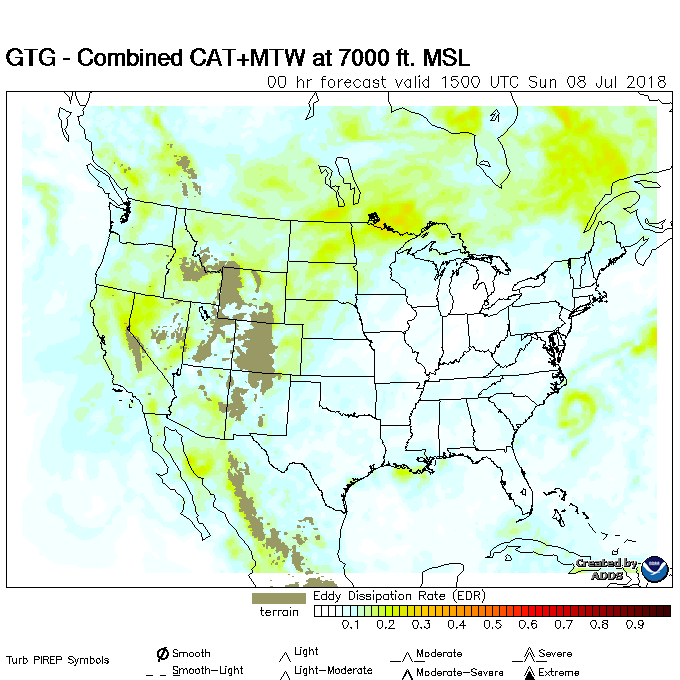 GTG - Combined CAT+MTW at 7000 ft. MSL
00 hr forecast valid 1500 UTC Sun 08 Jul 2018
Created by
ADDS
Eddy Dissipation Rate (EDR)
terrain
0.1 0.2 0.3 0.4 0.5 0.6 0.7 0.8 0.9
Turb PIREP Symbols
Smooth Light Moderate Severe
Smooth-Light Light-Moderate Moderate-Severe Extreme